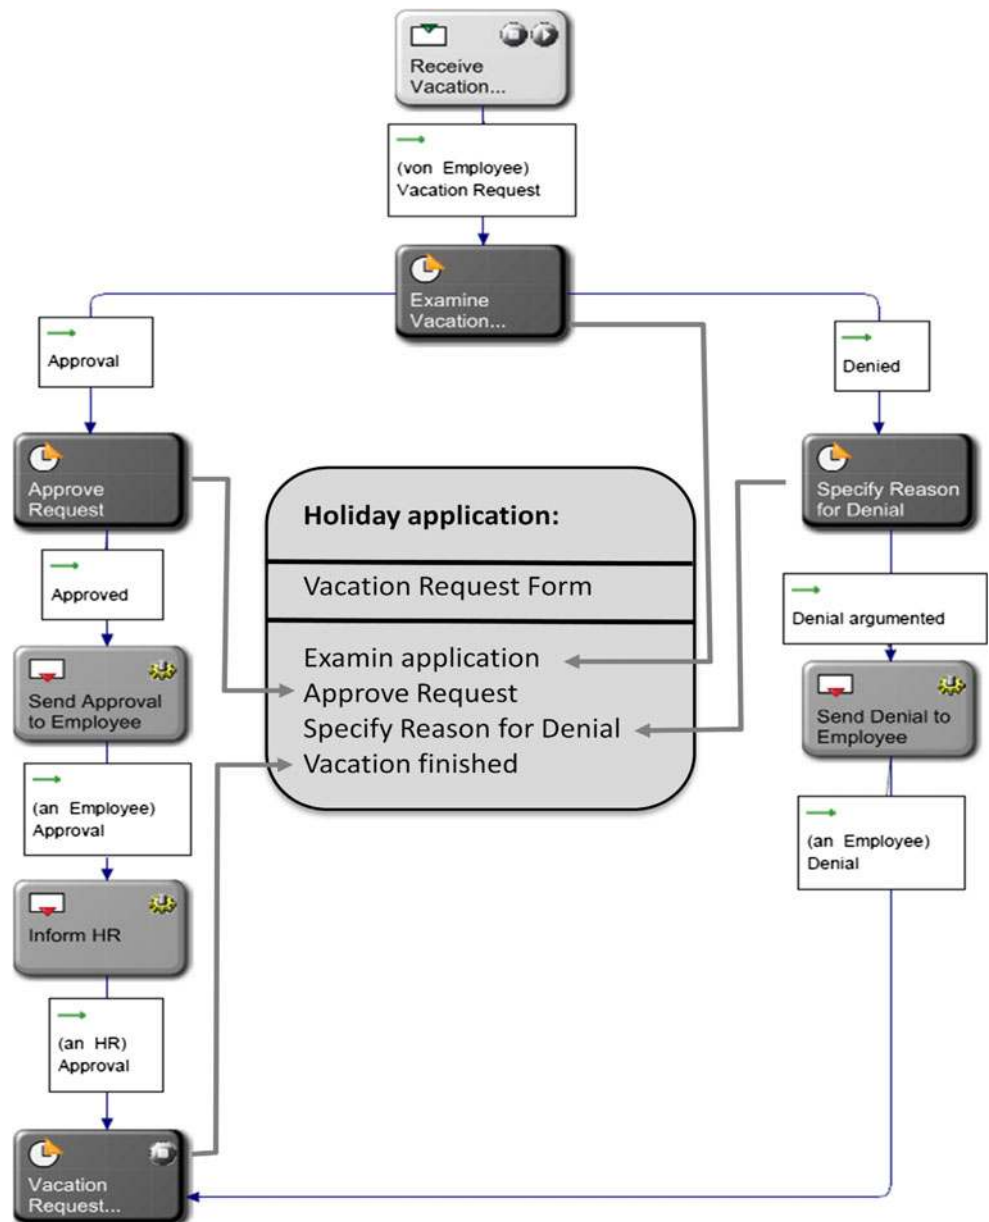 Receive
Vacation...
(von Employee)
Vacation Request
Examine
Vacation...
Approval
Denied
Approve
Request
Specify Reason
for Denial
Holiday application:
Vacation Request Form
Examin application
Approve Request
Specify Reason for Denial
Vacation finished
Approved
Denial argumented
Send Approval
to Employee
Send Denial to
Employee
(an Employee)
Approval
(an Employee)
Denial
Inform HR
(an HR)
Approval
Vacation
Request...